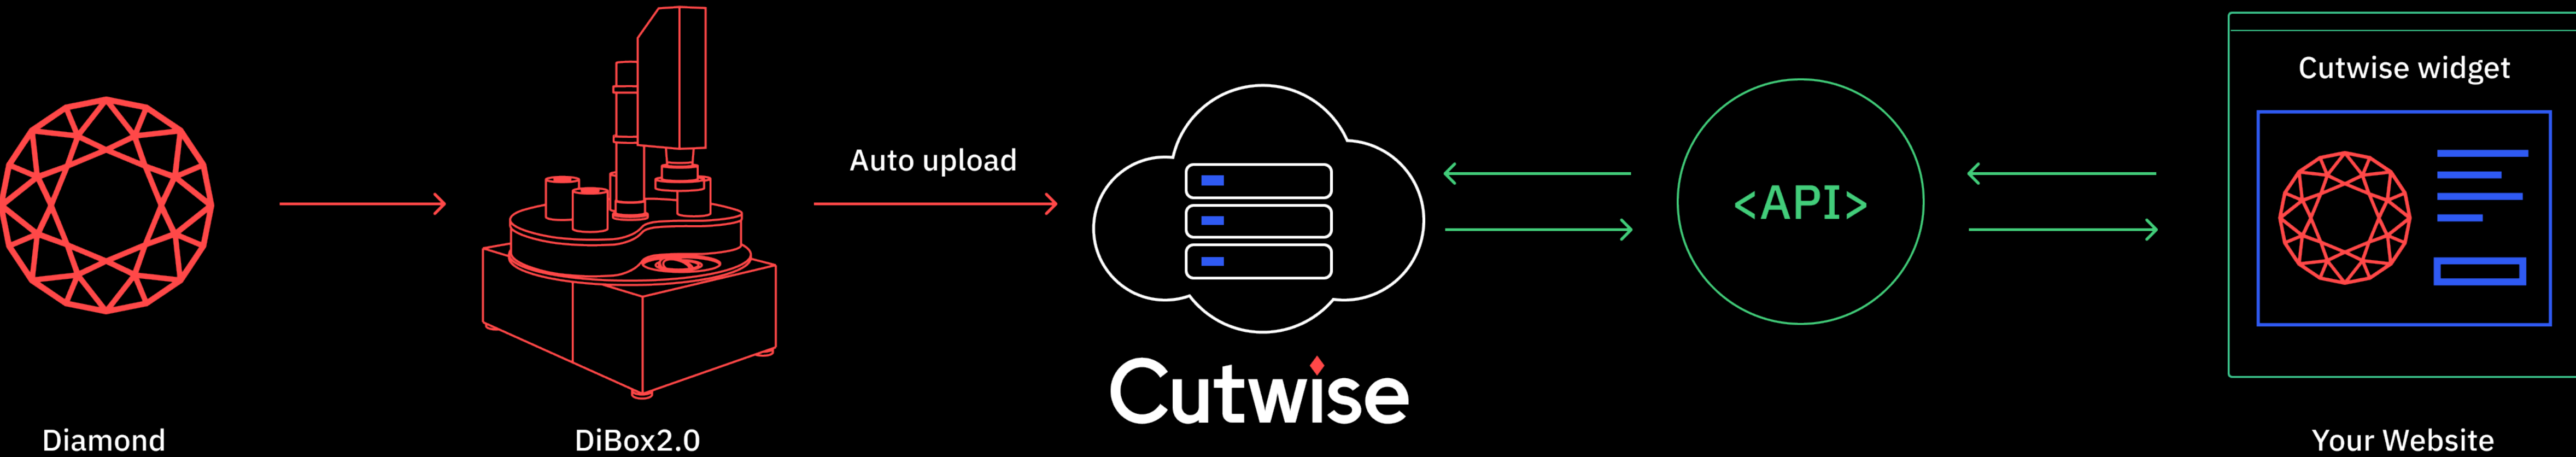 Diamond
DiBox2.0
Auto upload
Cutwise
<API>
Cutwise widget
Your Website